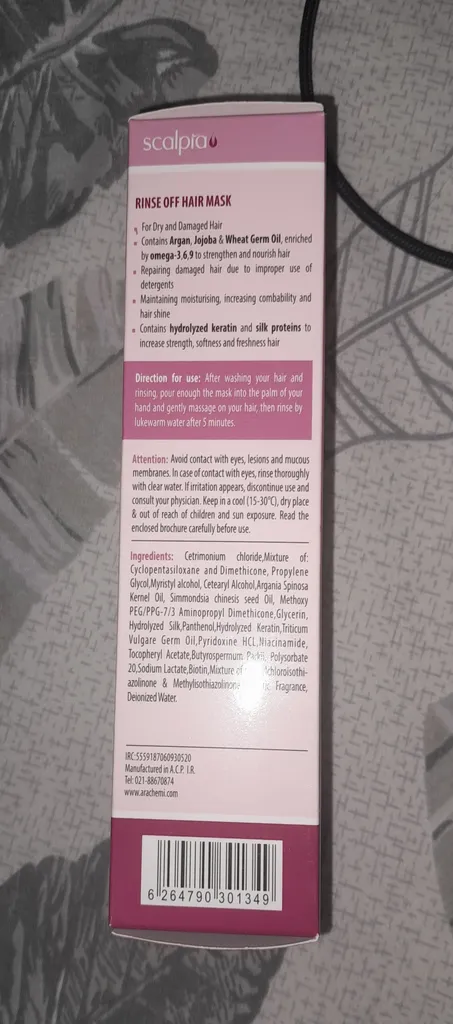 scalpia
RINSE OFF HAIR MASK
For Dry and Damaged Hair
Contains Argan, Jojoba & Wheat Germ Oil, enriched
by omega-3,6,9 to strengthen and nourish hair
Repairing damaged hair due to improper use of
detergents
Maintaining moisturising, increasing combability and
hair shine
Contains hydrolyzed keratin and silk proteins to
increase strength, softness and freshness hair
Direction for use: After washing your hair and
rinsing, pour enough the mask into the palm of your
hand and gently massage on your hair, then rinse by
lukewarm water after 5 minutes.
Attention: Avoid contact with eyes, lesions and mucous
membranes. In case of contact with eyes, rinse thoroughly
with clear water. If irritation appears, discontinue use and
consult your physician. Keep in a cool (15-30°C), dry place
& out of reach of children and sun exposure. Read the
enclosed brochure carefully before use.
Ingredients: Cetrimonium chloride,Mixture of:
Cyclopentasiloxane and Dimethicone, Propylene
Glycol,Myristyl alcohol, Cetearyl Alcohol,Argania Spinosa
Kernel Oil, Simmondsia chinesis seed Oil, Methoxy
PEG/PPG-7/3 Aminopropyl Dimethicone,Glycerin,
Hydrolyzed Silk,Panthenol,Hydrolyzed Keratin,Triticum
Vulgare Germ Oil,Pyridoxine HCL,Niacinamide,
Tocopheryl Acetate,Butyrospermum Parkii, Polysorbate
20,Sodium Lactate,Biotin,Mixture
azolinone & Methylisothiazolinone Fragrance,
Deionized Water.
IRC:5559187060930520
Manufactured in A.C.P. I.R.
Tel: 021-88670874
www.arachemi.com
6 264790 301349